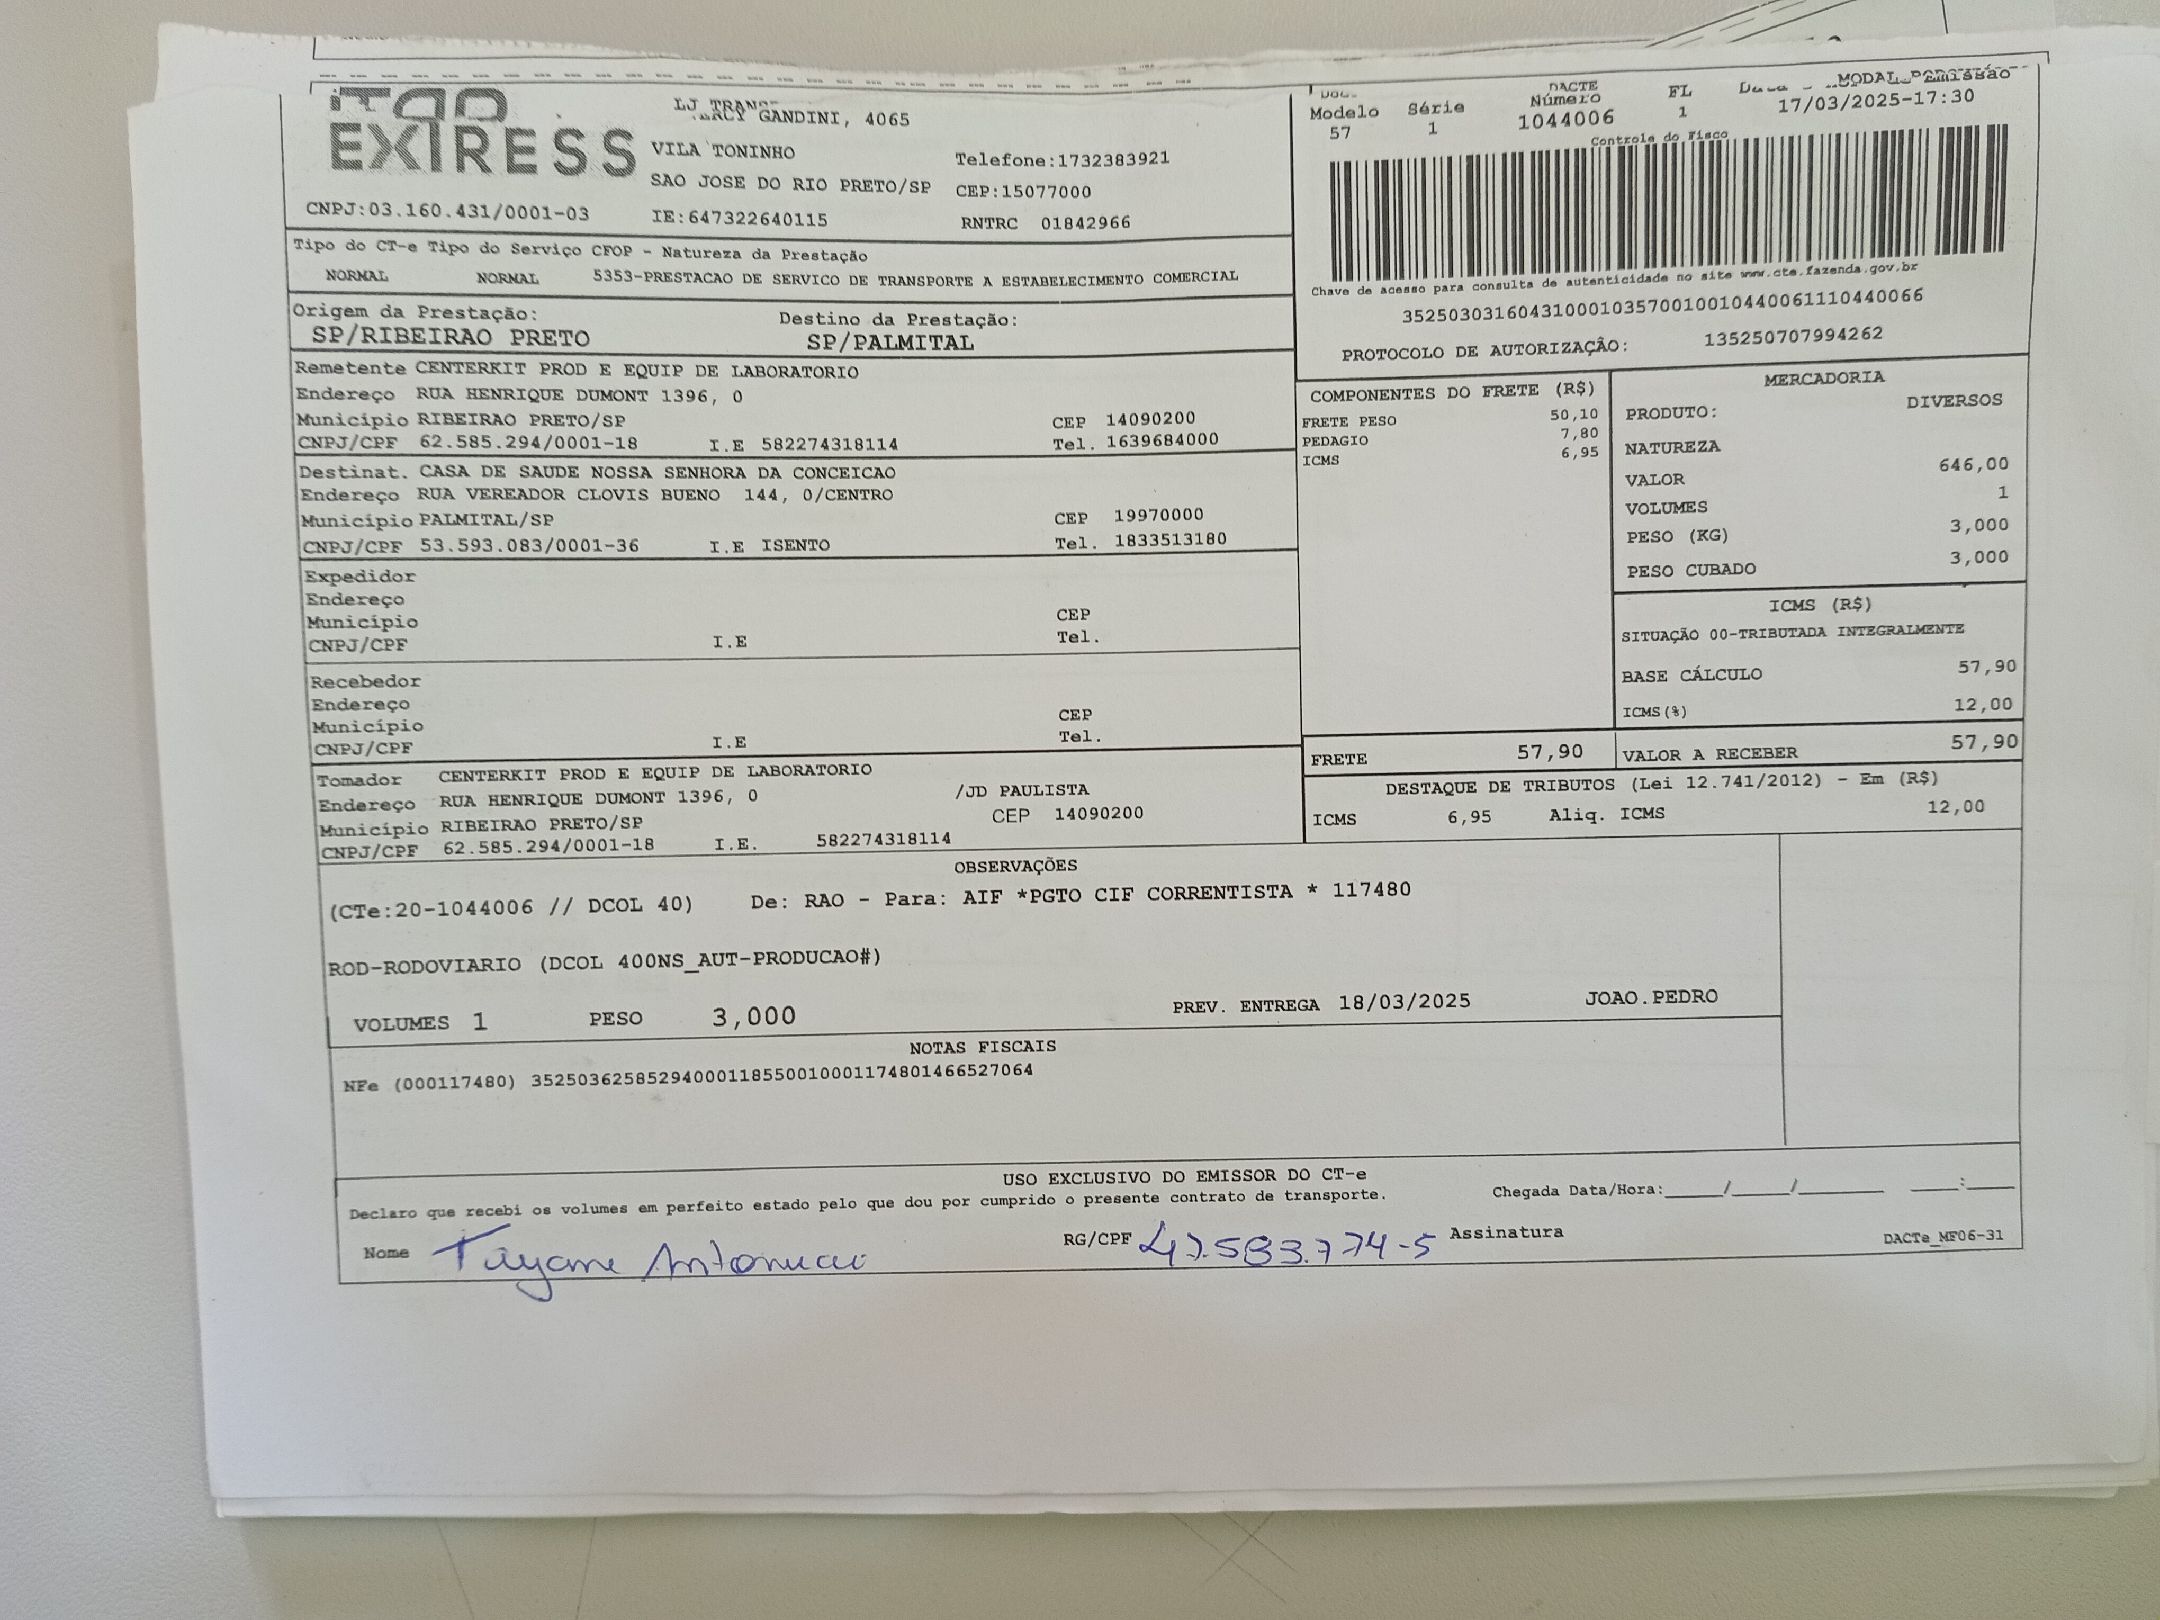 EXPRESS
GANDINI, 4065
VILA TONINHO Telefone:1732383921
SAO JOSE DO RIO PRETO/SP CEP:15077000
CNPJ:03.160.431/0001-03 IE:647322640115 RNTRC 01842966
DACTE
Modelo Série Número FL MODAL
57 1 1044006 1 17/03/2025-17:30
Controle do Fisco
Chave de acesso para consulta de autenticidade no site www.cte.fazenda.gov.br
35250303160431000103570010010440061110440066
PROTOCOLO DE AUTORIZAÇÃO: 135250707994262
Tipo do CT-e Tipo do Serviço CFOP - Natureza da Prestação
NORMAL NORMAL 5353-PRESTACAO DE SERVICO DE TRANSPORTE A ESTABELECIMENTO COMERCIAL
Origem da Prestação: Destino da Prestação:
SP/RIBEIRAO PRETO SP/PALMITAL
Remetente CENTERKIT PROD E EQUIP DE LABORATORIO
Endereço RUA HENRIQUE DUMONT 1396, 0
Município RIBEIRAO PRETO/SP CEP 14090200
CNPJ/CPF 62.585.294/0001-18 I.E 582274318114 Tel. 1639684000
Destinat. CASA DE SAUDE NOSSA SENHORA DA CONCEICAO
Endereço RUA VEREADOR CLOVIS BUENO 144, 0/CENTRO
Município PALMITAL/SP CEP 19970000
CNPJ/CPF 53.593.083/0001-36 I.E ISENTO Tel. 1833513180
Expedidor
Endereço
Município CEP
CNPJ/CPF I.E Tel.
Recebedor
Endereço
Município CEP
CNPJ/CPF I.E Tel.
Tomador CENTERKIT PROD E EQUIP DE LABORATORIO
Endereço RUA HENRIQUE DUMONT 1396, 0 /JD PAULISTA
Município RIBEIRAO PRETO/SP CEP 14090200
CNPJ/CPF 62.585.294/0001-18 I.E. 582274318114
COMPONENTES DO FRETE (R$)
FRETE PESO 50,10
PEDAGIO 7,80
ICMS 6,95
MERCADORIA
PRODUTO: DIVERSOS
NATUREZA
VALOR 646,00
VOLUMES 1
PESO (KG) 3,000
PESO CUBADO 3,000
ICMS (R$)
SITUAÇÃO 00-TRIBUTADA INTEGRALMENTE
BASE CÁLCULO 57,90
ICMS(%) 12,00
FRETE 57,90 VALOR A RECEBER 57,90
DESTAQUE DE TRIBUTOS (Lei 12.741/2012) - Em (R$)
ICMS 6,95 Aliq. ICMS 12,00
OBSERVAÇÕES
(CTe:20-1044006 // DCOL 40) De: RAO - Para: AIF *PGTO CIF CORRENTISTA * 117480
ROD-RODOVIARIO (DCOL 400NS_AUT-PRODUCAO#)
VOLUMES 1 PESO 3,000 PREV. ENTREGA 18/03/2025 JOAO.PEDRO
NOTAS FISCAIS
NFe (000117480) 35250362585294000118550010001174801466527064
USO EXCLUSIVO DO EMISSOR DO CT-e
Declaro que recebi os volumes em perfeito estado pelo que dou por cumprido o presente contrato de transporte. Chegada Data/Hora:____/____/______ ____:____
Nome Tayane Antonucci RG/CPF 47.583.774-5 Assinatura DACTe_MF06-31